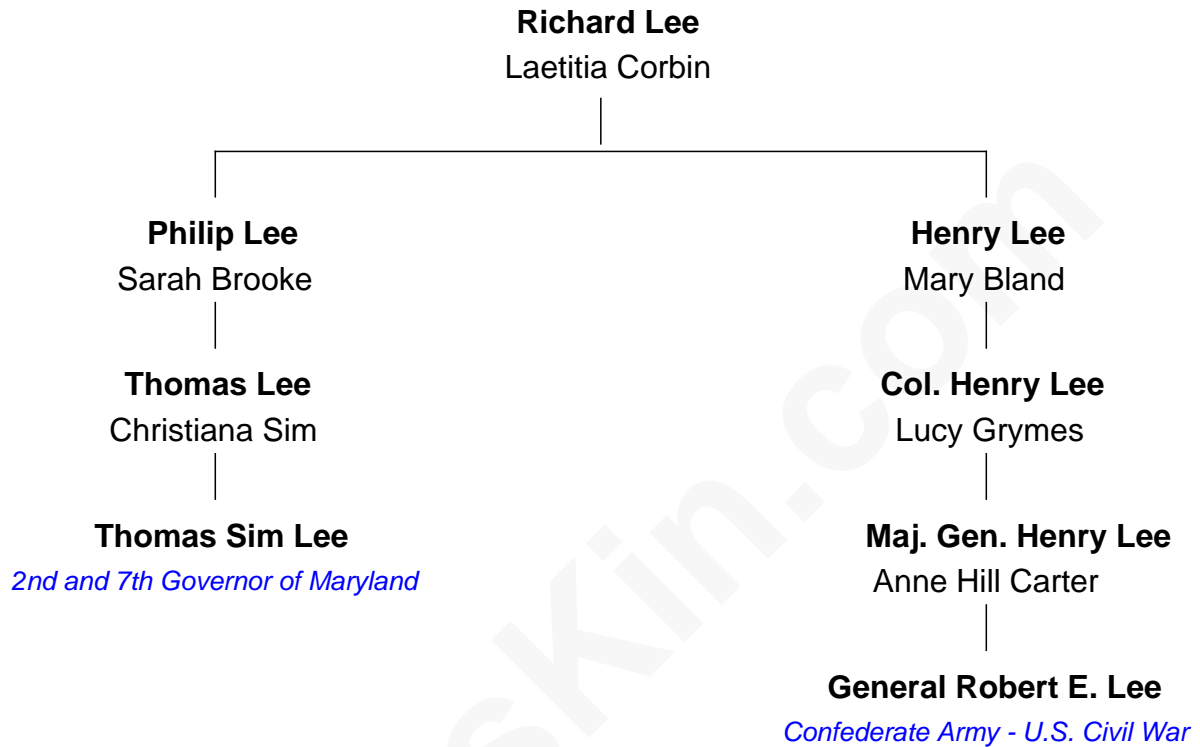 Richard Lee
Laetitia Corbin
Philip Lee
Sarah Brooke
Henry Lee
Mary Bland
Thomas Lee
Christiana Sim
Col. Henry Lee
Lucy Grymes
Thomas Sim Lee
2nd and 7th Governor of Maryland
Maj. Gen. Henry Lee
Anne Hill Carter
General Robert E. Lee
Confederate Army - U.S. Civil War
sKin.com